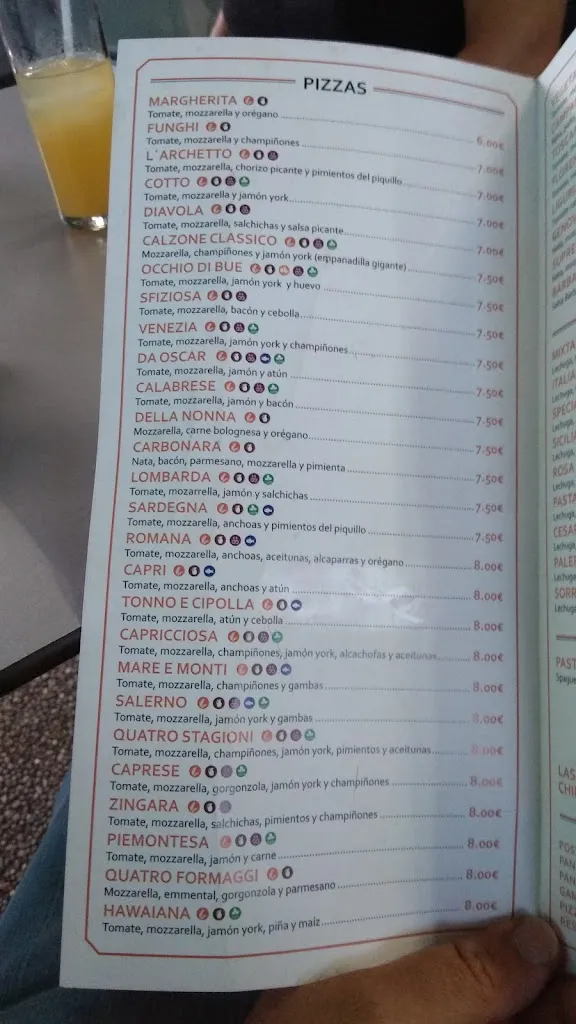 PIZZAS
MARGHERITA
Tomate, mozzarella y orégano 6.00€
FUNGHI
Tomate, mozzarella y champiñones 7.00€
L´ARCHETTO
Tomate, mozzarella, chorizo picante y pimientos del piquillo 7.00€
COTTO
Tomate, mozzarella y jamón york 7.00€
DIAVOLA
Tomate, mozzarella, salchichas y salsa picante 7.00€
CALZONE CLASSICO
Mozzarella, champiñones y jamón york (empanadilla gigante) 7.50€
OCCHIO DI BUE
Tomate, mozzarella, jamón york y huevo 7.50€
SFIZIOSA
Tomate, mozzarella, bacón y cebolla 7.50€
VENEZIA
Tomate, mozzarella, jamón york y champiñones 7.50€
DA OSCAR
Tomate, mozzarella, jamón y atún 7.50€
CALABRESE
Tomate, mozzarella, jamón y bacón 7.50€
DELLA NONNA
Mozzarella, carne bolognesa y orégano 7.50€
CARBONARA
Nata, bacón, parmesano, mozzarella y pimienta 7.50€
LOMBARDA
Tomate, mozarrella, jamón y salchichas 7.50€
SARDEGNA
Tomate, mozzarella, anchoas y pimientos del piquillo 7.50€
ROMANA
Tomate, mozzarella, anchoas, aceitunas, alcaparras y orégano 8.00€
CAPRI
Tomate, mozzarella, anchoas y atún 8.00€
TONNO E CIPOLLA
Tomate, mozzarella, atún y cebolla 8.00€
CAPRICCIOSA
Tomate, mozzarella, champiñones, jamón york, alcachofas y aceitunas 8.00€
MARE E MONTI
Tomate, mozzarella, champiñones y gambas 8.00€
SALERNO
Tomate, mozzarella, jamón york y gambas 8.00€
QUATRO STAGIONI
Tomate, mozzarella, champiñones, jamón york, pimientos y aceitunas 8.00€
CAPRESE
Tomate, mozzarella, gorgonzola, jamón york y champiñones 8.00€
ZINGARA
Tomate, mozzarella, salchichas, pimientos y champiñones 8.00€
PIEMONTESA
Tomate, mozzarella, jamón y carne 8.00€
QUATRO FORMAGGI
Mozzarella, emmental, gorgonzola y parmesano 8.00€
HAWAIANA
Tomate, mozzarella, jamón york, piña y maíz 8.00€